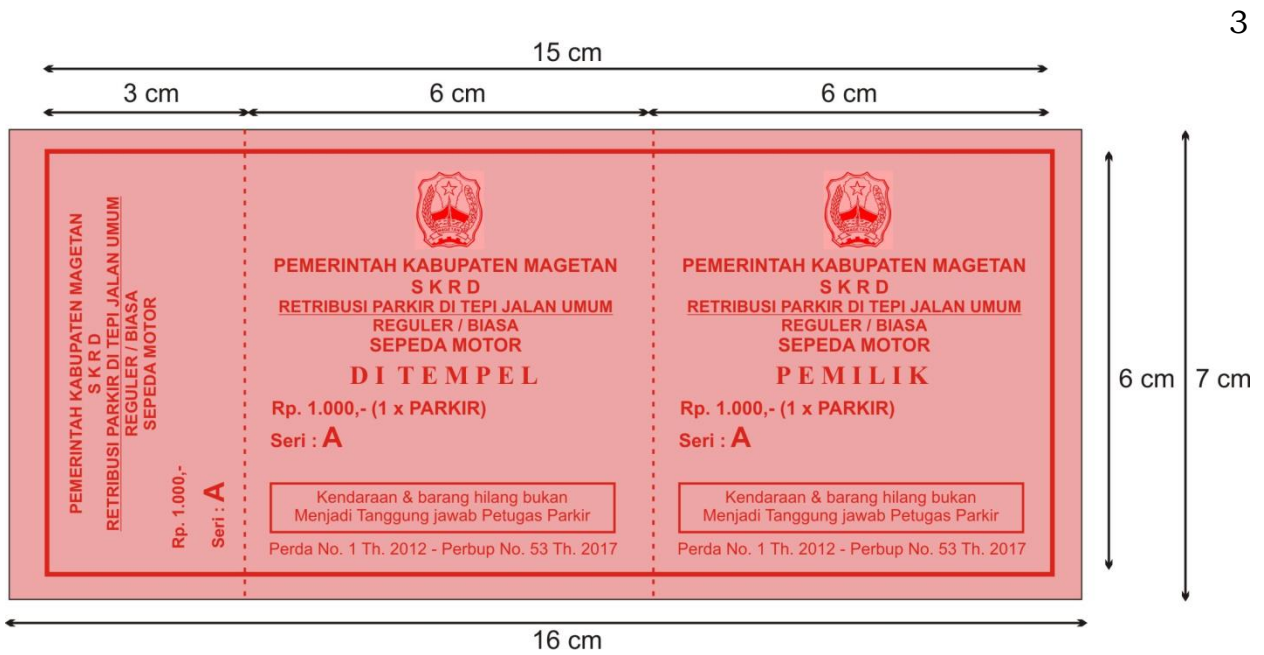 3
15 cm
3 cm
6 cm
6 cm
PEMERINTAH KABUPATEN MAGETAN
S K R D
RETRIBUSI PARKIR DI TEPI JALAN UMUM
REGULER / BIASA
SEPEDA MOTOR
Rp. 1.000,-
Seri : A
PEMERINTAH KABUPATEN MAGETAN
S K R D
RETRIBUSI PARKIR DI TEPI JALAN UMUM
REGULER / BIASA
SEPEDA MOTOR
DI TEMPEL
Rp. 1.000,- (1 x PARKIR)
Seri : A
Kendaraan & barang hilang bukan
Menjadi Tanggung jawab Petugas Parkir
Perda No. 1 Th. 2012 - Perbup No. 53 Th. 2017
PEMERINTAH KABUPATEN MAGETAN
S K R D
RETRIBUSI PARKIR DI TEPI JALAN UMUM
REGULER / BIASA
SEPEDA MOTOR
PEMILIK
Rp. 1.000,- (1 x PARKIR)
Seri : A
Kendaraan & barang hilang bukan
Menjadi Tanggung jawab Petugas Parkir
Perda No. 1 Th. 2012 - Perbup No. 53 Th. 2017
6 cm
7 cm
16 cm